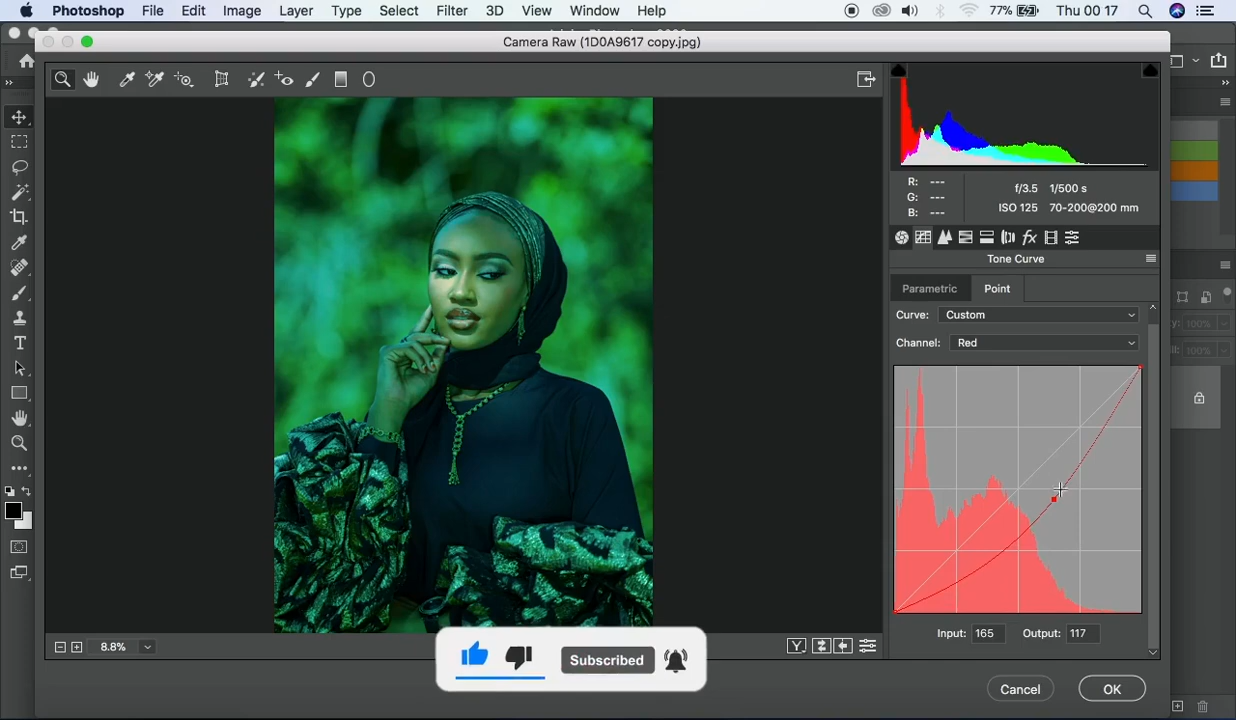 Photoshop File Edit Image Layer Type Select Filter 3D View Window Help 77% Thu 00 17
Camera Raw (1D0A9617 copy.jpg)
R: --- f/3.5 1/500 s
G: ---
B: --- ISO 125 70-200@200 mm
Tone Curve
Parametric Point
Curve: Custom
Channel: Red
Input: 165 Output: 117
8.8%
Y
Subscribed
Cancel OK